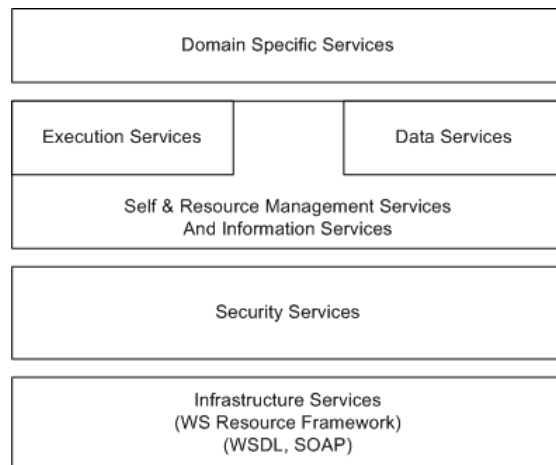 Domain Specific Services
Execution Services
Data Services
Self & Resource Management Services
And Information Services
Security Services
Infrastructure Services
(WS Resource Framework)
(WSDL, SOAP)